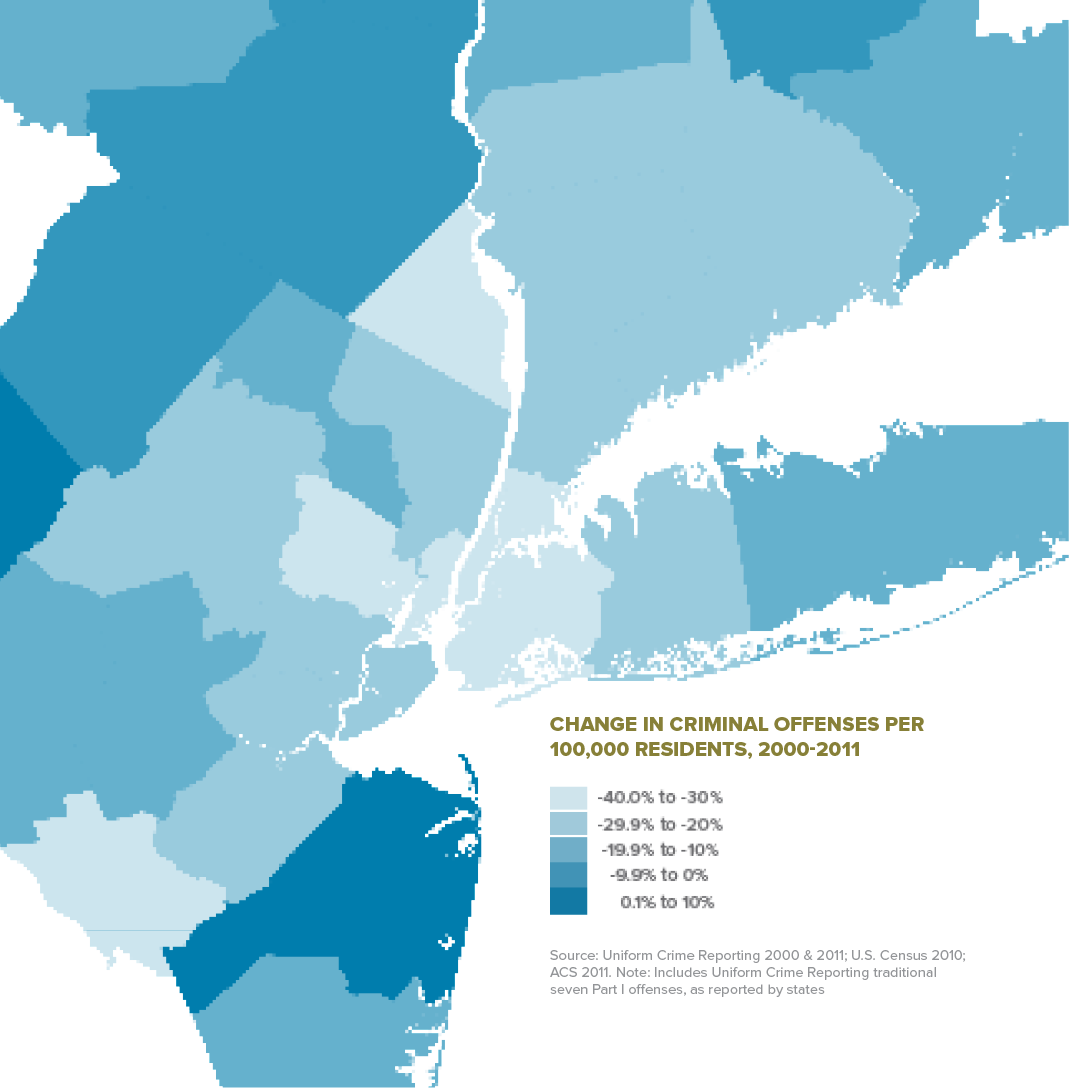 CHANGE IN CRIMINAL OFFENSES PER
100,000 RESIDENTS, 2000-2011
-40.0% to -30%
-29.9% to -20%
-19.9% to -10%
-9.9% to 0%
0.1% to 10%
Source: Uniform Crime Reporting 2000 & 2011; U.S. Census 2010;
ACS 2011. Note: Includes Uniform Crime Reporting traditional
seven Part I offenses, as reported by states